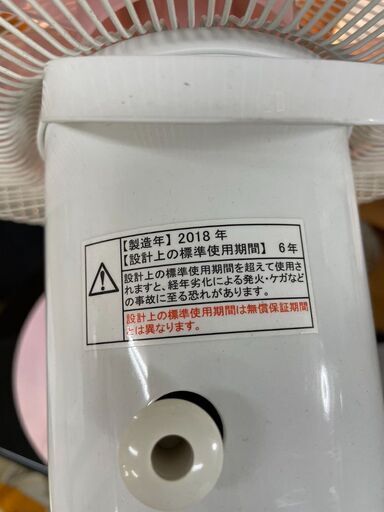 【製造年】2018 年
【設計上の標準使用期間】 6年
設計上の標準使用期間を超えて使用さ
れますと、経年劣化による発火・ケガなど
の事故に至る恐れがあります。
設計上の標準使用期間は無償保証期間
とは異なります。